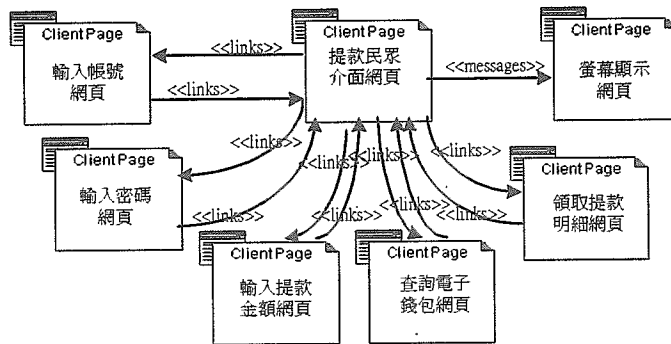 ClientPage
輸入帳號
網頁
<<links>>
<<links>>
ClientPage
提款民眾
介面網頁
<<messages>>
ClientPage
螢幕顯示
網頁
ClientPage
輸入密碼
網頁
<<links>>
<<links>>
<<links>>
<<links>>
<<links>>
<<links>>
<<links>>
<<links>>
ClientPage
領取提款
明細網頁
ClientPage
輸入提款
金額網頁
ClientPage
查詢電子
錢包網頁